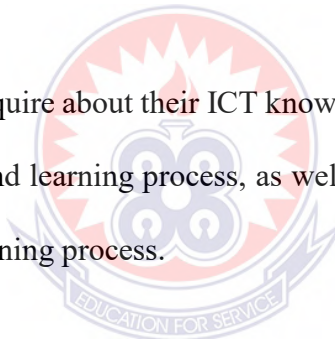 quire about their ICT know
nd learning process, as wel
ning process.
EDUCATION FOR SERVICE